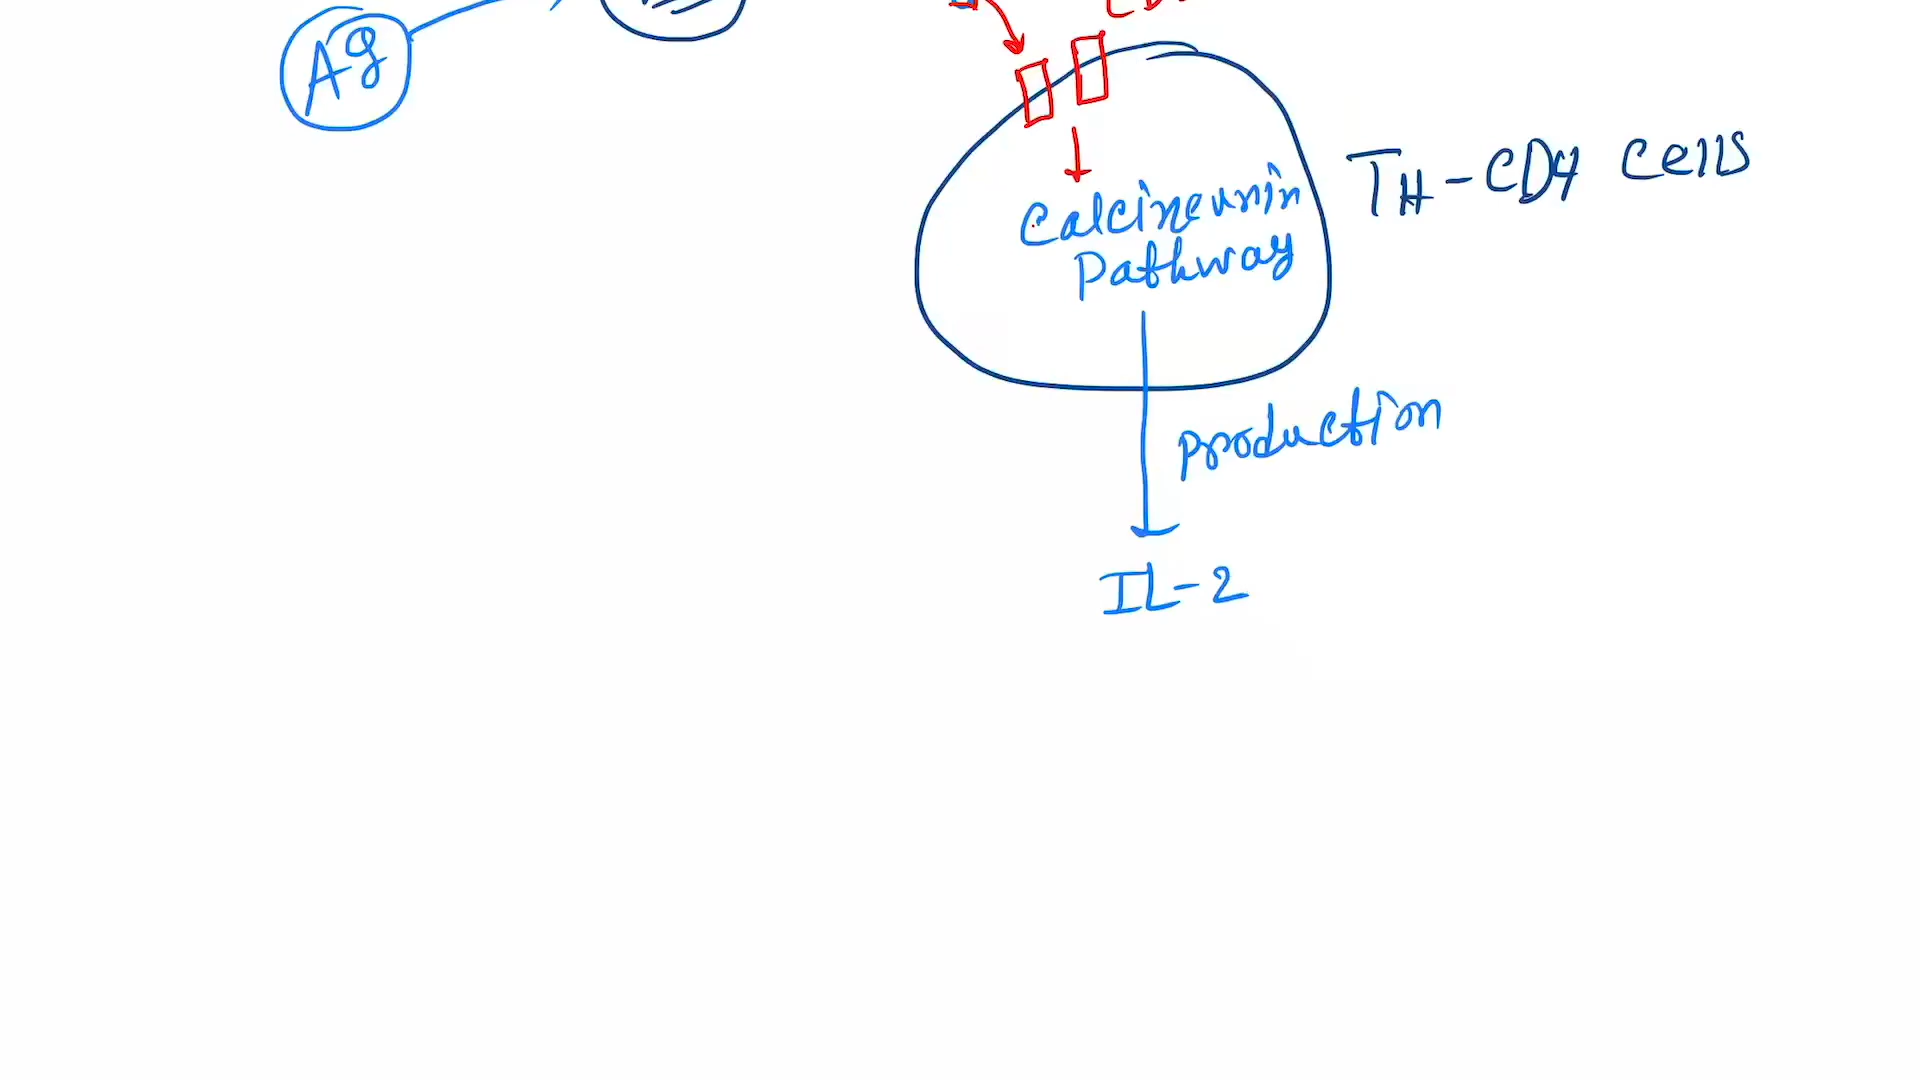 Ag
TH-CD4 cells
Calcineurin
Pathway
production
IL-2